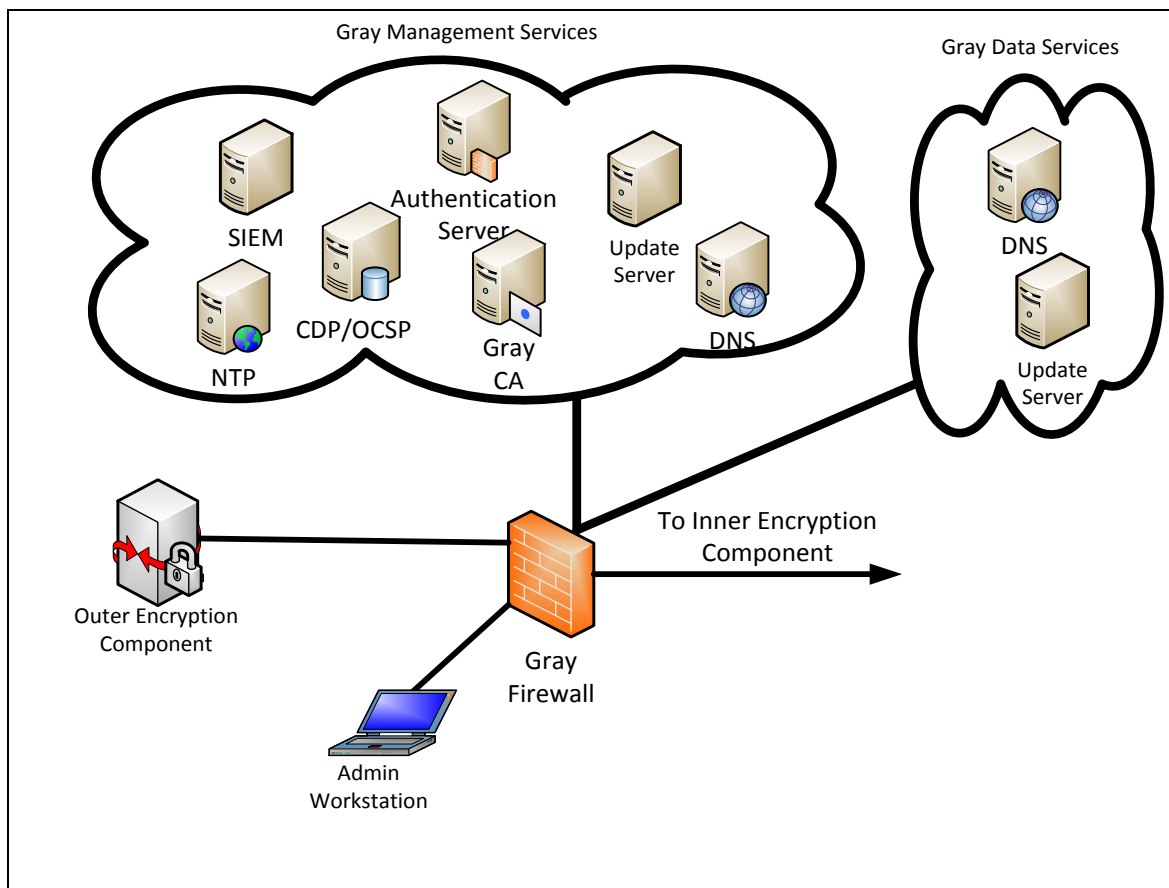 Gray Management Services
Gray Data Services
SIEM
Authentication
Server
Update
Server
DNS
NTP
CDP/OCSP
Gray
CA
DNS
Update
Server
Outer Encryption
Component
Gray
Firewall
To Inner Encryption
Component
Admin
Workstation